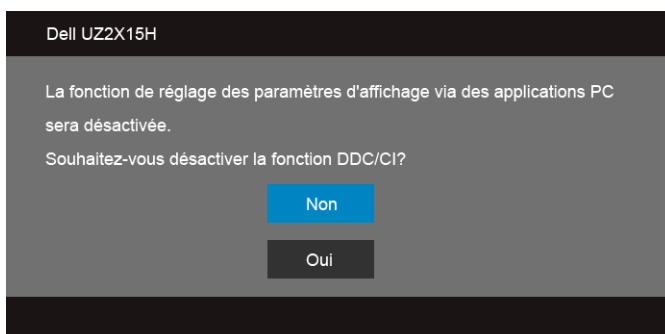 Dell UZ2X15H
La fonction de réglage des paramètres d'affichage via des applications PC
sera désactivée.
Souhaitez-vous désactiver la fonction DDC/CI?
Non
Oui